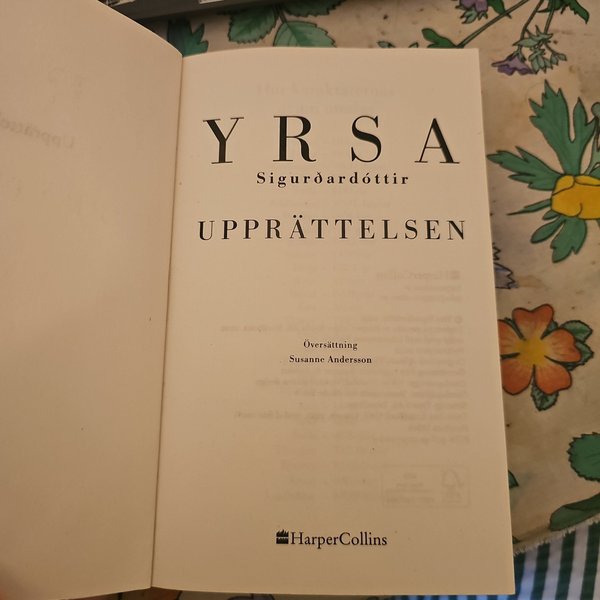 YRSA
Sigurðardóttir
UPPRÄTTELSEN
Översättning
Susanne Andersson
HarperCollins